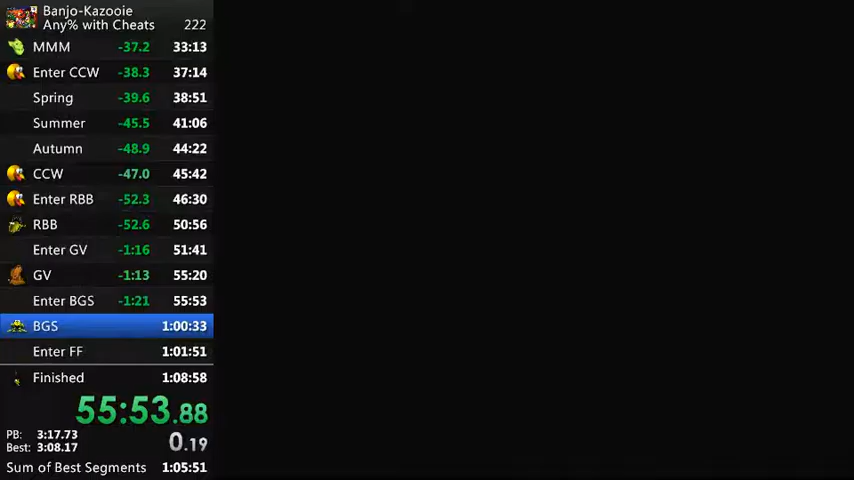 Banjo-Kazooie
Any% with Cheats 222
MMM -37.2 33:13
Enter CCW -38.3 37:14
Spring -39.6 38:51
Summer -45.5 41:06
Autumn -48.9 44:22
CCW -47.0 45:42
Enter RBB -52.3 46:30
RBB -52.6 50:56
Enter GV -1:16 51:41
GV -1:13 55:20
Enter BGS -1:21 55:53
BGS 1:00:33
Enter FF 1:01:51
Finished 1:08:58
55:53.88
PB: 3:17.73
Best: 3:08.17
0.19
Sum of Best Segments 1:05:51